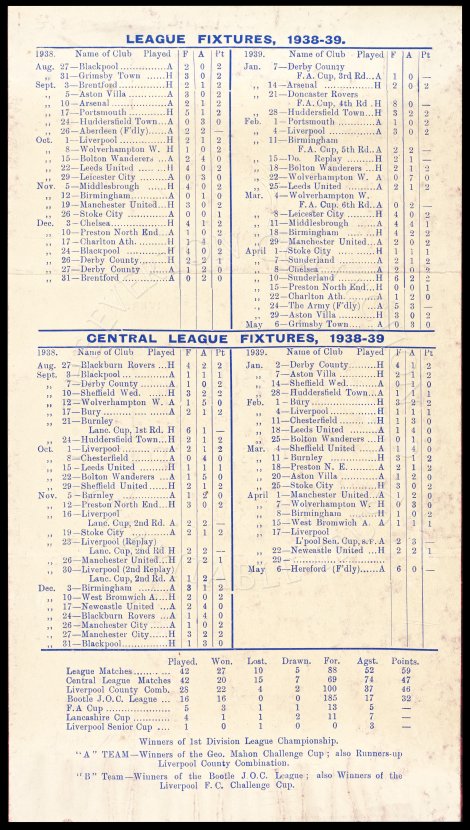 LEAGUE FIXTURES, 1938-39.
1938. Name of Club Played F A Pt
Aug. 27—Blackpool ......... A 2 0 2
„ 31—Grimsby Town ...... H 3 0 2
Sept. 3—Brentford ......... H 2 1 2
„ 5—Aston Villa ......... A 3 0 2
„ 10—Arsenal ......... A 2 1 2
„ 17—Portsmouth ......... H 5 1 2
„ 24—Huddersfield Town ... A 0 3 0
„ 26—Aberdeen (F'dly) ... A 2 2 —
Oct. 1—Liverpool ......... H 2 1 2
„ 8—Wolverhampton W. H 1 0 2
„ 15—Bolton Wanderers ... A 2 4 0
„ 22—Leeds United ...... H 4 0 2
„ 29—Leicester City ...... A 0 3 0
Nov 5—Middlesbrough ...... H 4 0 2
„ 12—Birmingham ......... A 0 1 0
„ 19—Manchester United ... H 3 0 2
„ 26—Stoke City ......... A 0 0 1
Dec. 3—Chelsea ......... H 4 1 2
„ 10—Preston North End ... A 1 0 2
„ 17—Charlton Ath. ...... H 1 4 0
„ 24—Blackpool ......... H 4 0 2
„ 26—Derby County ...... H 2 2 1
„ 27—Derby County ...... A 1 2 0
„ 31—Brentford ......... A 0 2 0
1939. Name of Club Played F A Pt
Jan. 7—Derby County
F.A. Cup, 3rd Rd... A 1 0 —
„ 14—Arsenal ......... H 2 0 2
„ 21—Doncaster Rovers
F.A. Cup, 4th Rd H 8 0 —
„ 28—Huddersfield Town ... H 3 2 2
Feb. 1—Portsmouth ......... A 1 0 2
„ 4—Liverpool ......... A 3 0 2
„ 11—Birmingham
F.A. Cup, 5th Rd.. A 2 2 —
„ 15—Do. Replay ...... H 2 1 —
„ 18—Bolton Wanderers ... H 2 1 2
„ 22—Wolverhampton W. A 0 7 0
„ 25—Leeds United ...... A 2 1 2
Mar. 4—Wolverhampton W.
F.A. Cup 6th Rd. A 0 2 —
„ 8—Leicester City ...... H 4 0 2
„ 11—Middlesbrough ...... A 4 4 1
„ 18—Birmingham ......... H 4 2 2
„ 29—Manchester United ... A 2 0 2
April 1—Stoke City ......... H 1 1 1
„ 7—Sunderland ......... A 2 1 2
„ 8—Chelsea ......... A 2 0 2
„ 10—Sunderland ......... H 6 2 2
„ 15—Preston North End ... H 0 0 1
„ 22—Charlton Ath. ...... A 1 2 0
„ 24—The Army (F'dly) ... A 5 3 —
„ 29—Aston Villa ......... H 3 0 2
May 6—Grimsby Town ...... A 0 3 0
CENTRAL LEAGUE FIXTURES, 1938-39
1938. Name of Club Played F A Pt
Aug. 27—Blackburn Rovers ... H 4 2 2
Sept. 3—Blackpool ......... H 1 1 1
„ 7—Derby County ...... A 1 0 2
„ 10—Sheffield Wed. ...... H 3 2 2
„ 12—Wolverhampton W. A 1 5 0
„ 17—Bury ......... A 2 1 2
„ 21—Burnley
Lanc. Cup, 1st Rd. H 6 1 —
„ 24—Huddersfield Town ... H 2 1 2
Oct. 1—Liverpool ......... A 2 1 2
„ 8—Chesterfield ......... A 0 4 0
„ 15—Leeds United ...... H 1 1 1
„ 22—Blackburn Rovers ... A 1 5 0
„ 29—Sheffield United ... H 2 1 2
Nov. 5—Burnley ......... A 1 2 0
„ 12—Preston North End... H 3 0 2
„ 16—Liverpool
Lanc. Cup, 2nd Rd. A 2 2 —
„ 19—Stoke City ......... A 2 1 2
„ 23—Liverpool (Replay)
Lanc. Cup, 2nd Rd H 2 2 —
„ 26—Manchester United... H 2 2 1
„ 30—Liverpool (2nd Replay)
Lanc Cup, 2nd Rd. A 1 2 —
Dec. 3—Birmingham ......... A 3 1 2
„ 10—West Bromwich A.... H 2 0 2
„ 17—Newcastle United ... A 2 4 0
„ 24—Blackburn Rovers ... A 1 4 0
„ 26—Manchester City ... A 1 0 2
„ 27—Manchester City ... H 3 2 2
„ 31—Blackpool ......... A 1 3 0
1939. Name of Club Played F A Pt
Jan. 2—Derby County ...... H 4 1 2
„ 7—Aston Villa ......... H 2 1 2
„ 14—Sheffield Wed. ...... A 0 1 0
„ 28—Huddersfield Town ... A 1 1 1
Feb. 1—Bury ......... H 3 2 2
„ 4—Liverpool ......... H 1 1 1
„ 11—Chesterfield ......... H 1 3 0
„ 18—Leeds United ...... A 1 4 0
„ 25—Bolton Wanderers ... H 0 1 0
Mar. 4—Sheffield United ... A 1 4 0
„ 11—Burnley ......... H 3 1 2
„ 18—Preston N. E. ...... A 2 1 2
„ 20—Aston Villa ......... A 1 2 0
„ 25—Stoke City ......... H 3 0 2
April 1—Manchester United... A 1 2 0
„ 7—Wolverhampton W. H 0 3 0
„ 8—Birmingham ......... H 1 0 2
„ 15—West Bromwich A. A 1 1 1
„ 17—Liverpool
L'pool Sen. Cup, S.F. A 2 3
„ 22—Newcastle United ... H 2 2 1
„ 29—
May 6—Hereford (F'dly) ...... A 6 0 —
Played. Won. Lost. Drawn. For. Agst. Points.
League Matches ......... 42 27 10 5 88 52 59
Central League Matches 42 20 15 7 69 74 47
Liverpool County Comb. 28 22 4 2 100 37 46
Bootle J.O.C. League ... 16 16 0 0 185 17 32
F.A Cup ............ 5 3 1 1 13 5 —
Lancashire Cup ......... 4 1 1 2 11 7 —
Liverpool Senior Cup .... 1 0 1 0 0 3 —
Winners of 1st Division League Championship.
"A" TEAM—Winners of the Geo. Mahon Challenge Cup ; also Runners-up
Liverpool County Combination.
"B" Team—Winners of the Bootle J.O.C. League ; also Winners of the
Liverpool F.C. Challenge Cup.